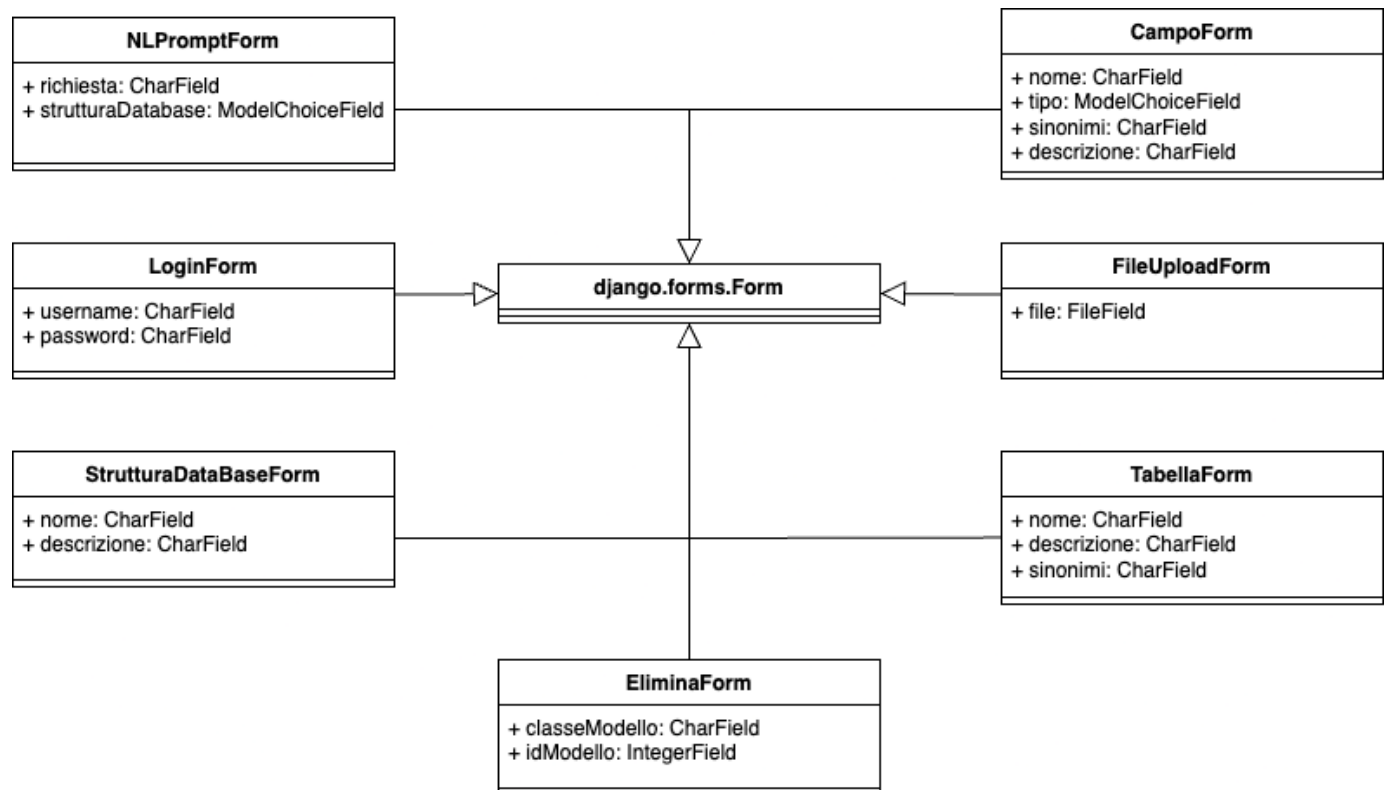 NLPromptForm
+ richiesta: CharField
+ strutturaDatabase: ModelChoiceField
CampoForm
+ nome: CharField
+ tipo: ModelChoiceField
+ sinonimi: CharField
+ descrizione: CharField
LoginForm
+ username: CharField
+ password: CharField
django.forms.Form
FileUploadForm
+ file: FileField
StrutturaDataBaseForm
+ nome: CharField
+ descrizione: CharField
TabellaForm
+ nome: CharField
+ descrizione: CharField
+ sinonimi: CharField
EliminaForm
+ classeModello: CharField
+ idModello: IntegerField